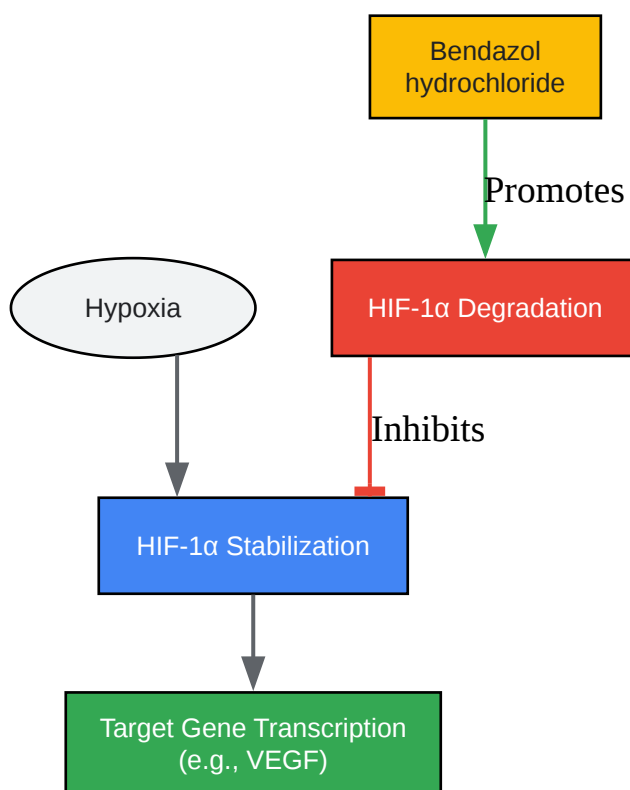 Bendazol
hydrochloride
Promotes
Hypoxia
HIF-1α Degradation
Inhibits
HIF-1α Stabilization
Target Gene Transcription
(e.g., VEGF)